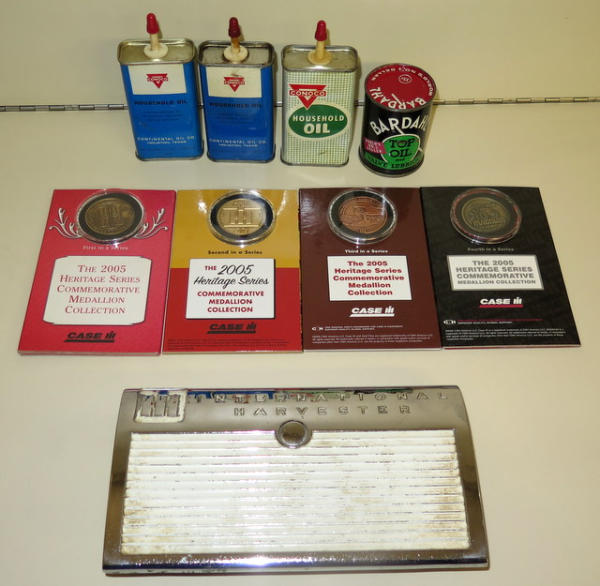 CONOCO
HOUSEHOLD OIL
CONTINENTAL OIL CO.
CONOCO
HOUSEHOLD OIL
CONTINENTAL OIL CO.
CONOCO
HOUSEHOLD
OIL
BARDAHL
BARDAHL
TOP
OIL
First in a Series
THE 2005
HERITAGE SERIES
COMMEMORATIVE
MEDALLION
COLLECTION
CASE IH
Second in a Series
THE 2005
Heritage Series
COMMEMORATIVE
MEDALLION
COLLECTION
CASE IH
Third in a Series
The 2005
Heritage Series
Commemorative
Medallion
Collection
CASE IH
Fourth in a Series
THE 2005
HERITAGE SERIES
COMMEMORATIVE
MEDALLION COLLECTION
CASE IH
IH INTERNATIONAL
HARVESTER